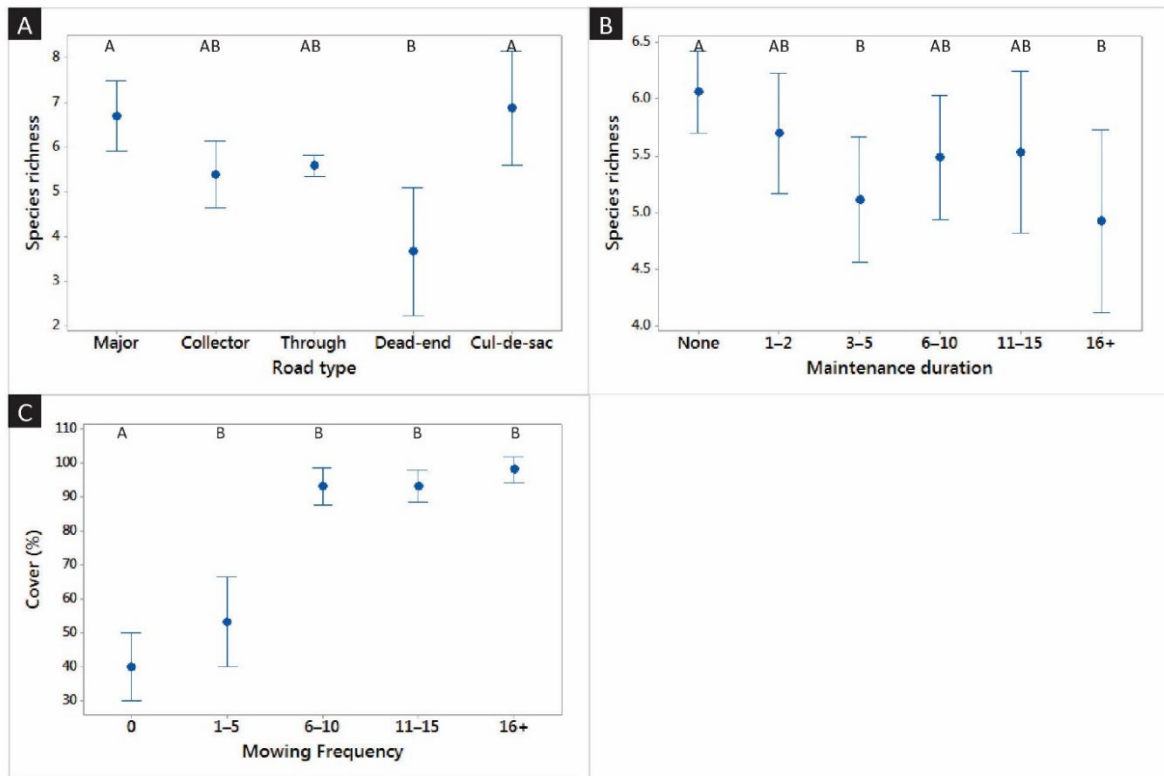 A
A AB AB B A
8
7
6
5
4
3
2
Species richness
Major Collector Through Dead-end Cul-de-sac
Road type
B
A AB B AB AB B
6.5
6.0
5.5
5.0
4.5
4.0
Species richness
None 1–2 3–5 6–10 11–15 16+
Maintenance duration
C
A B B B B
110
100
90
80
70
60
50
40
30
Cover (%)
0 1–5 6–10 11–15 16+
Mowing Frequency